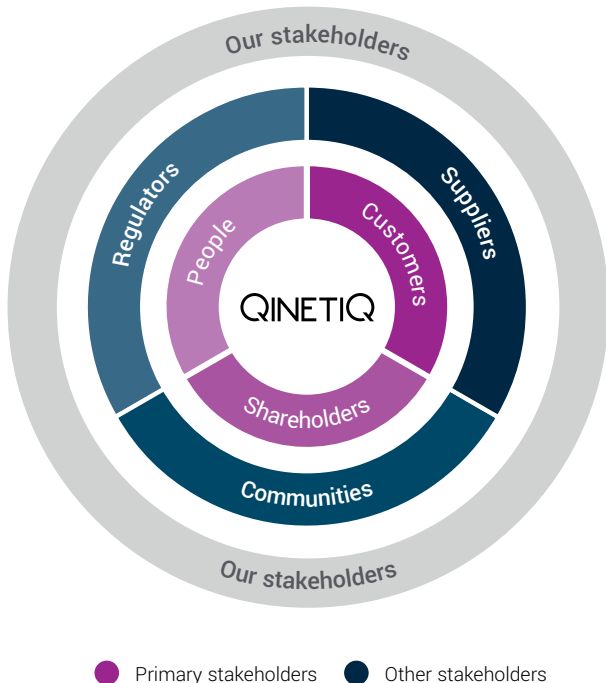 Our stakeholders
Regulators
Suppliers
People
Customers
QINETIQ
Shareholders
Communities
Our stakeholders
Primary stakeholders
Other stakeholders